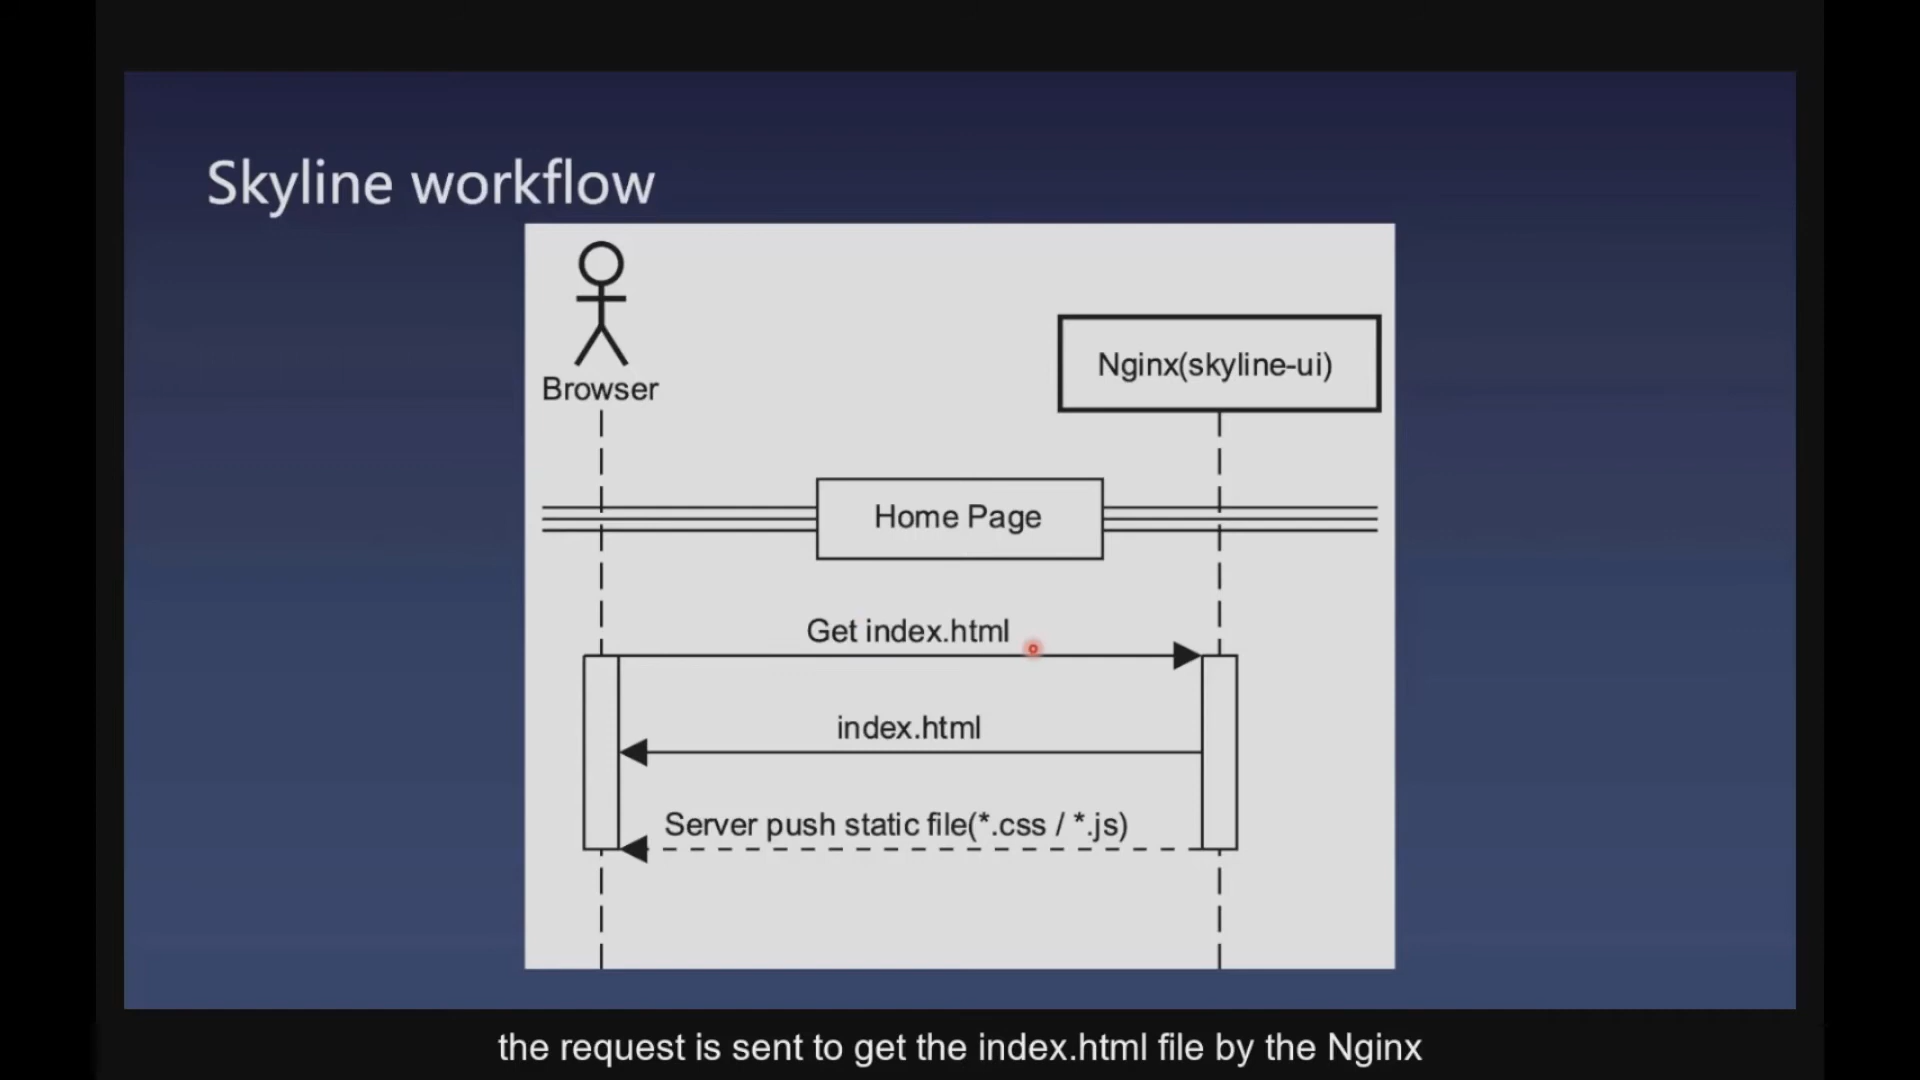 Skyline workflow
Browser
Nginx(skyline-ui)
Home Page
Get index.html
index.html
Server push static file(*.css / *.js)
the request is sent to get the index.html file by the Nginx